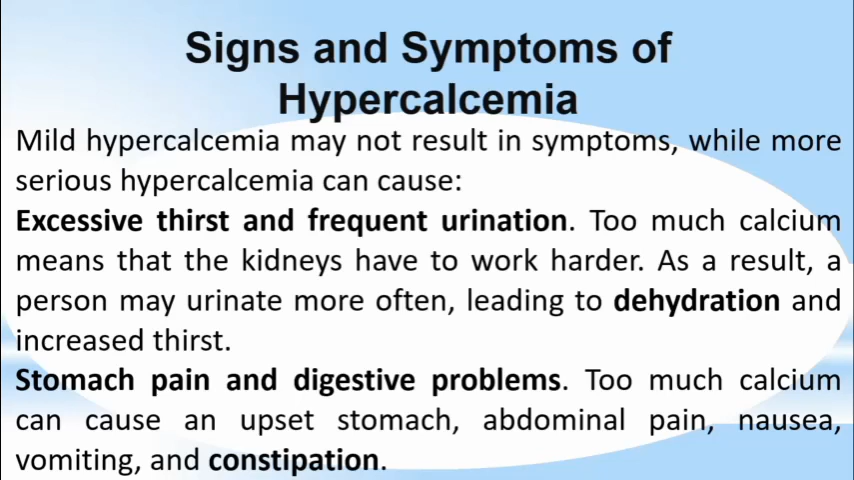 Signs and Symptoms of
Hypercalcemia
Mild hypercalcemia may not result in symptoms, while more
serious hypercalcemia can cause:
Excessive thirst and frequent urination. Too much calcium
means that the kidneys have to work harder. As a result, a
person may urinate more often, leading to dehydration and
increased thirst.
Stomach pain and digestive problems. Too much calcium
can cause an upset stomach, abdominal pain, nausea,
vomiting, and constipation.